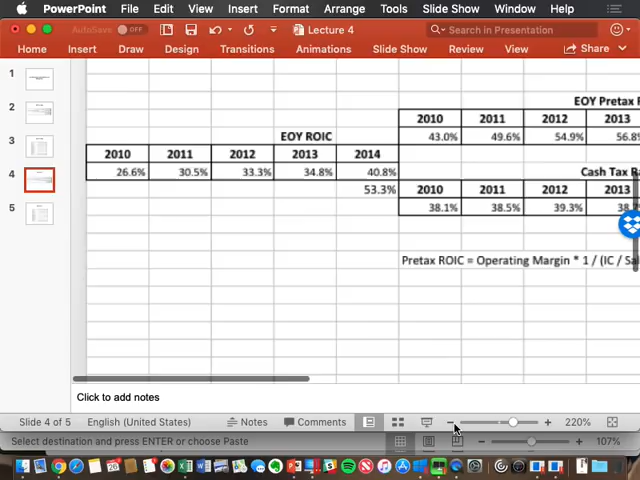 PowerPoint File Edit View Insert Format Arrange Tools Slide Show Window Help
AutoSave OFF Lecture 4 Search in Presentation
Home Insert Draw Design Transitions Animations Slide Show Review View Share
1
2
3
4
5
EOY Pretax
2010 2011 2012 2013
43.0% 49.6% 54.9% 56.8
EOY ROIC
2010 2011 2012 2013 2014
26.6% 30.5% 33.3% 34.8% 40.8%
53.3%
Cash Tax
2010 2011 2012 2013
38.1% 38.5% 39.3% 38.
Pretax ROIC = Operating Margin * 1 / (IC /
Click to add notes
Slide 4 of 5 English (United States) Notes Comments 220%
Select destination and press ENTER or choose Paste 107%